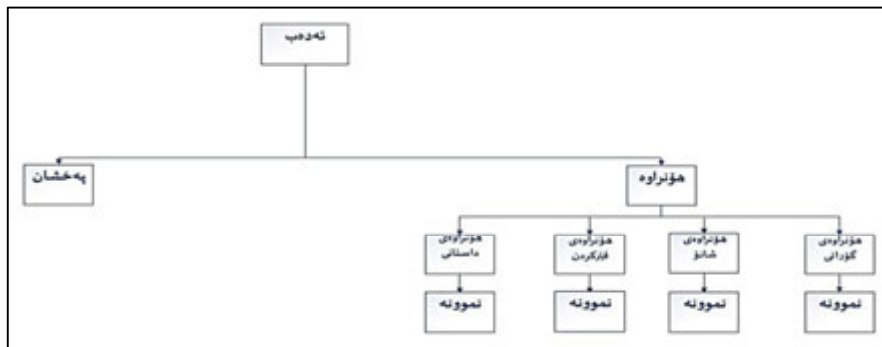 ئەدەب
هۆنراوە
پەخشان
هۆنراوەی
گۆرانی
هۆنراوەی
شانۆ
هۆنراوەی
فێرکردن
هۆنراوەی
داستانی
نموونە
نموونە
نموونە
نموونە